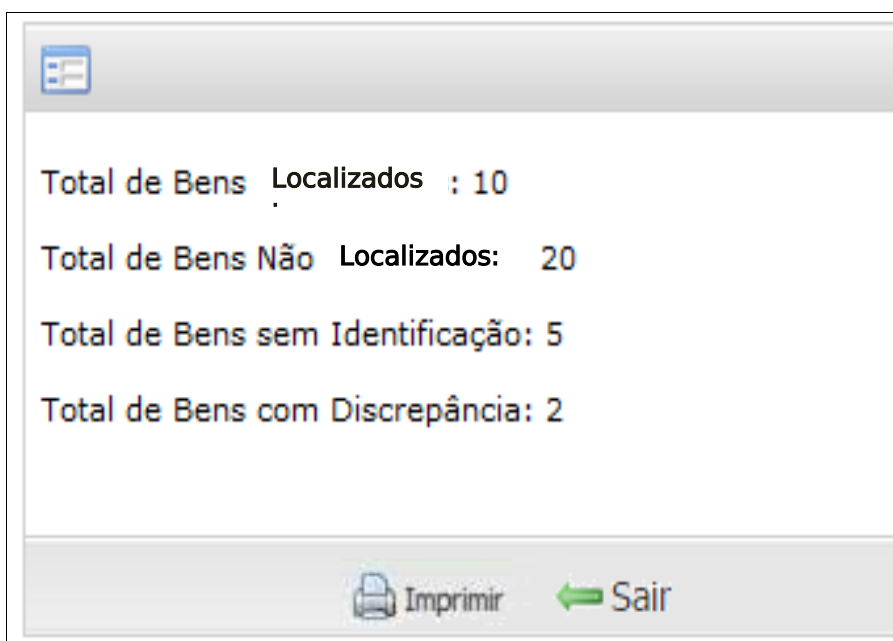 Total de Bens Localizados : 10
Total de Bens Não Localizados: 20
Total de Bens sem Identificação: 5
Total de Bens com Discrepância: 2
Imprimir Sair